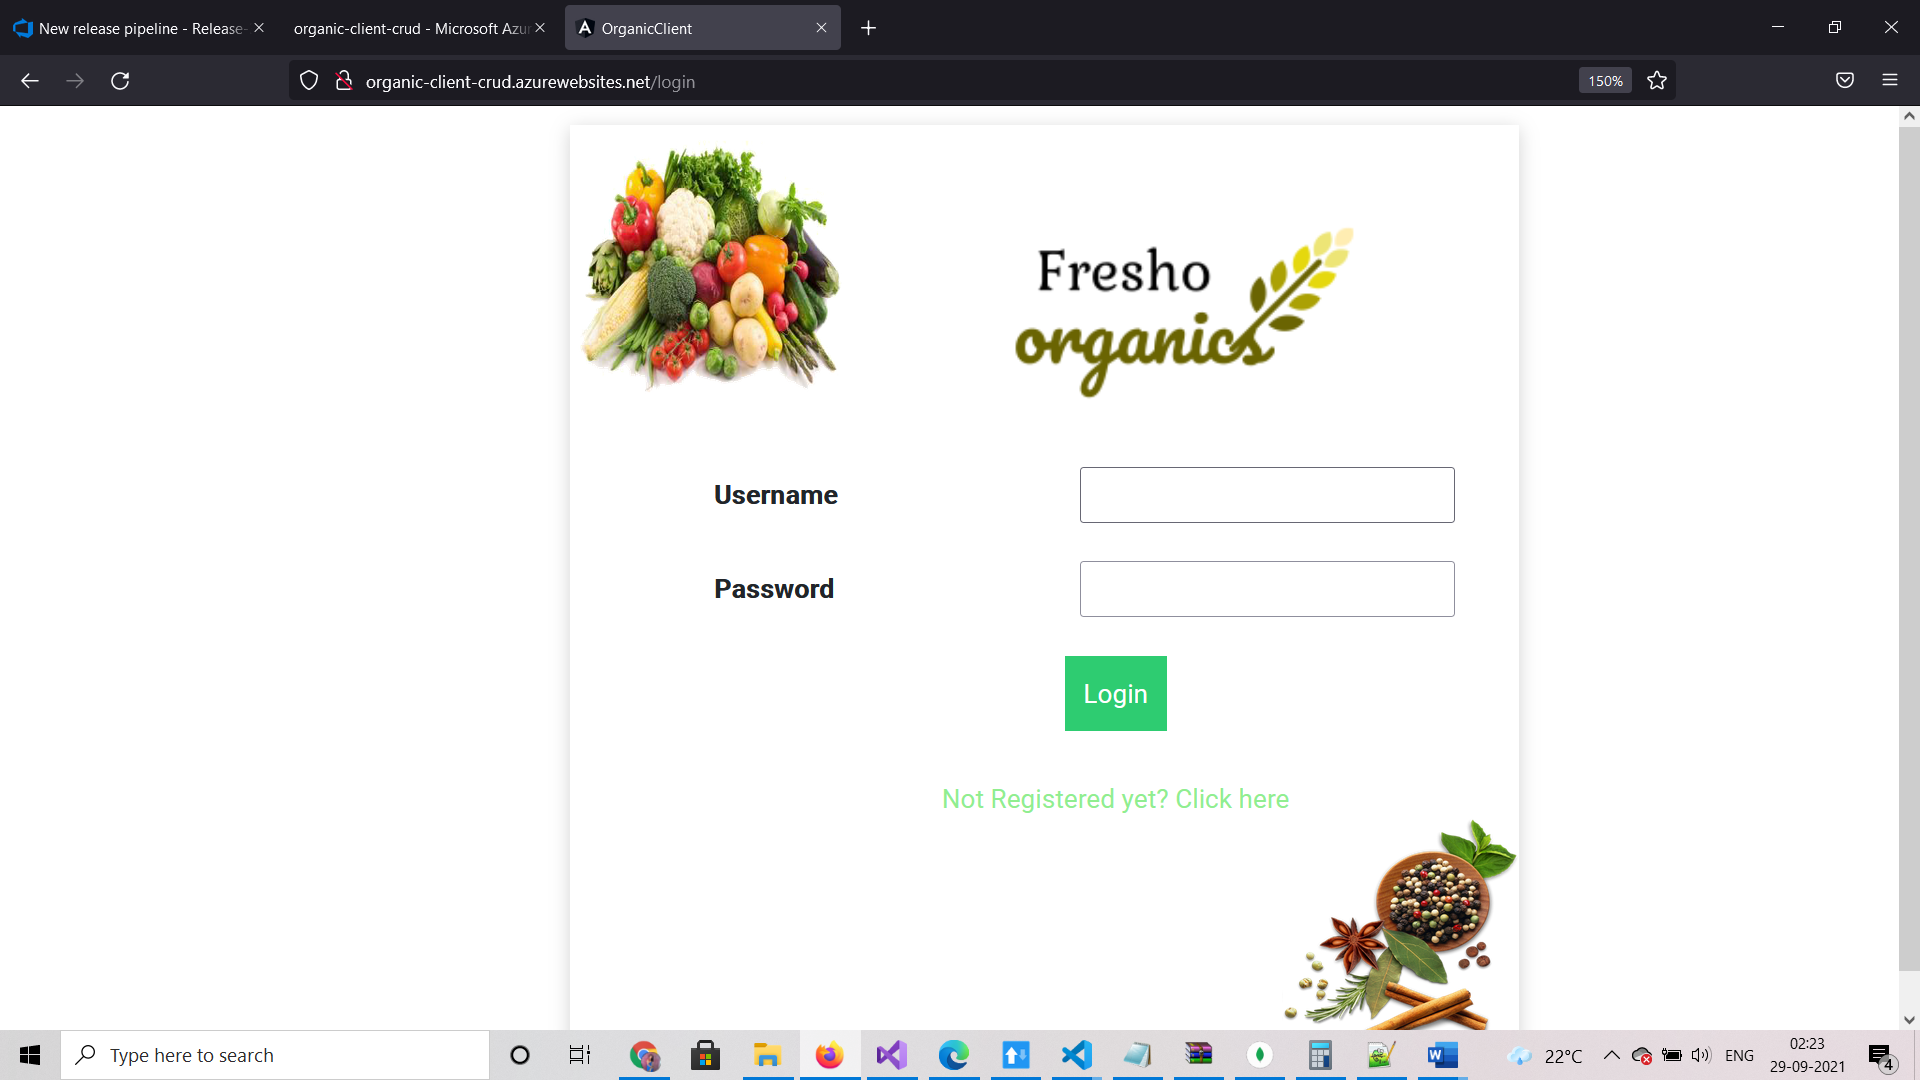 New release pipeline - Release-
organic-client-crud - Microsoft Azur
OrganicClient
organic-client-crud.azurewebsites.net/login
150%
Fresho
organics
Username
Password
Login
Not Registered yet? Click here
Type here to search
22°C
ENG
02:23
29-09-2021
4